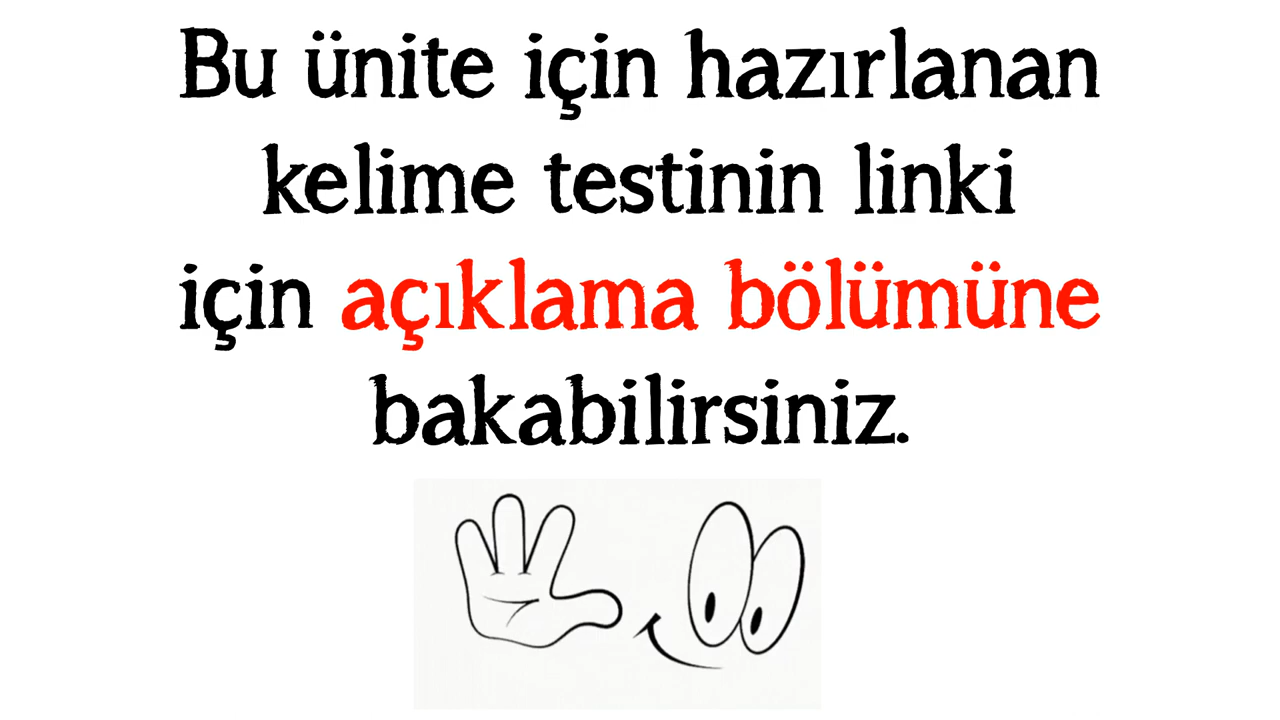 Bu ünite için hazırlanan
kelime testinin linki
için açıklama bölümüne
bakabilirsiniz.